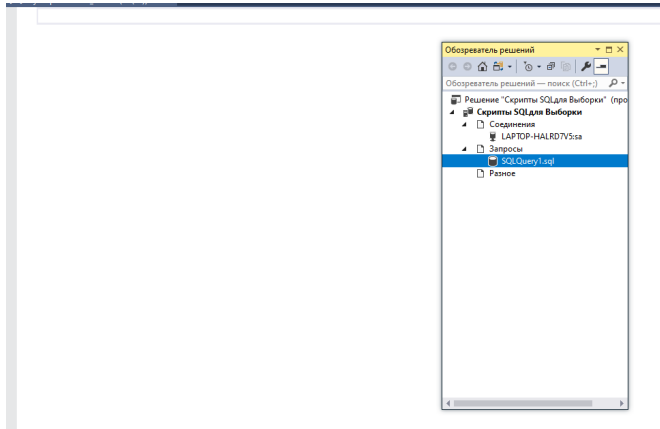 Обозреватель решений
Обозреватель решений — поиск (Ctrl+;)
Решение "Скрипты SQLдля Выборки" (про
Скрипты SQLдля Выборки
Соединения
LAPTOP-HALRD7V5:sa
Запросы
SQLQuery1.sql
Разное